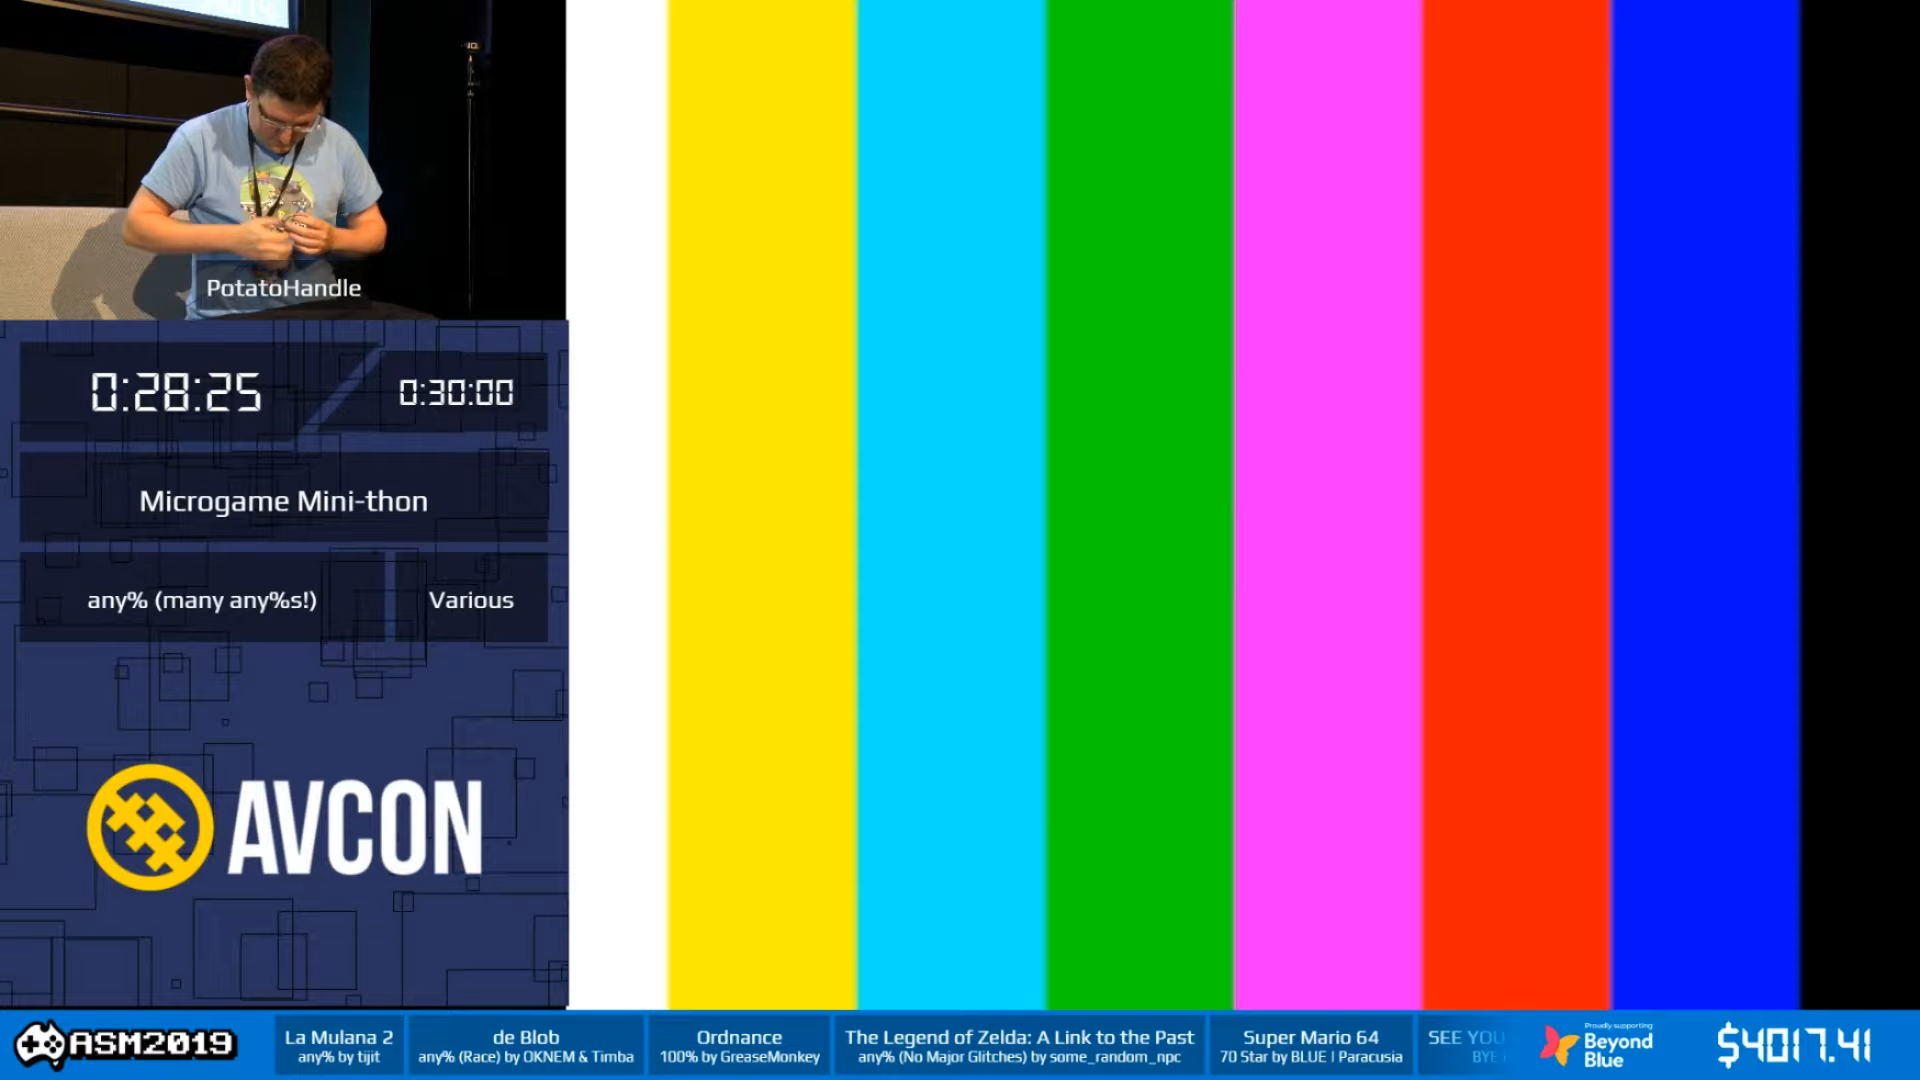 PotatoHandle
0:28:25
0:30:00
Microgame Mini-thon
any% (many any%s!)
Various
AVCON
ASM2019
La Mulana 2
any% by tijit
de Blob
any% (Race) by OKNEM & Timba
Ordnance
100% by GreaseMonkey
The Legend of Zelda: A Link to the Past
any% (No Major Glitches) by some_random_npc
Super Mario 64
70 Star by BLUE | Paracusia
SEE YOU
BYE
Proudly supporting
Beyond
Blue
$4017.41